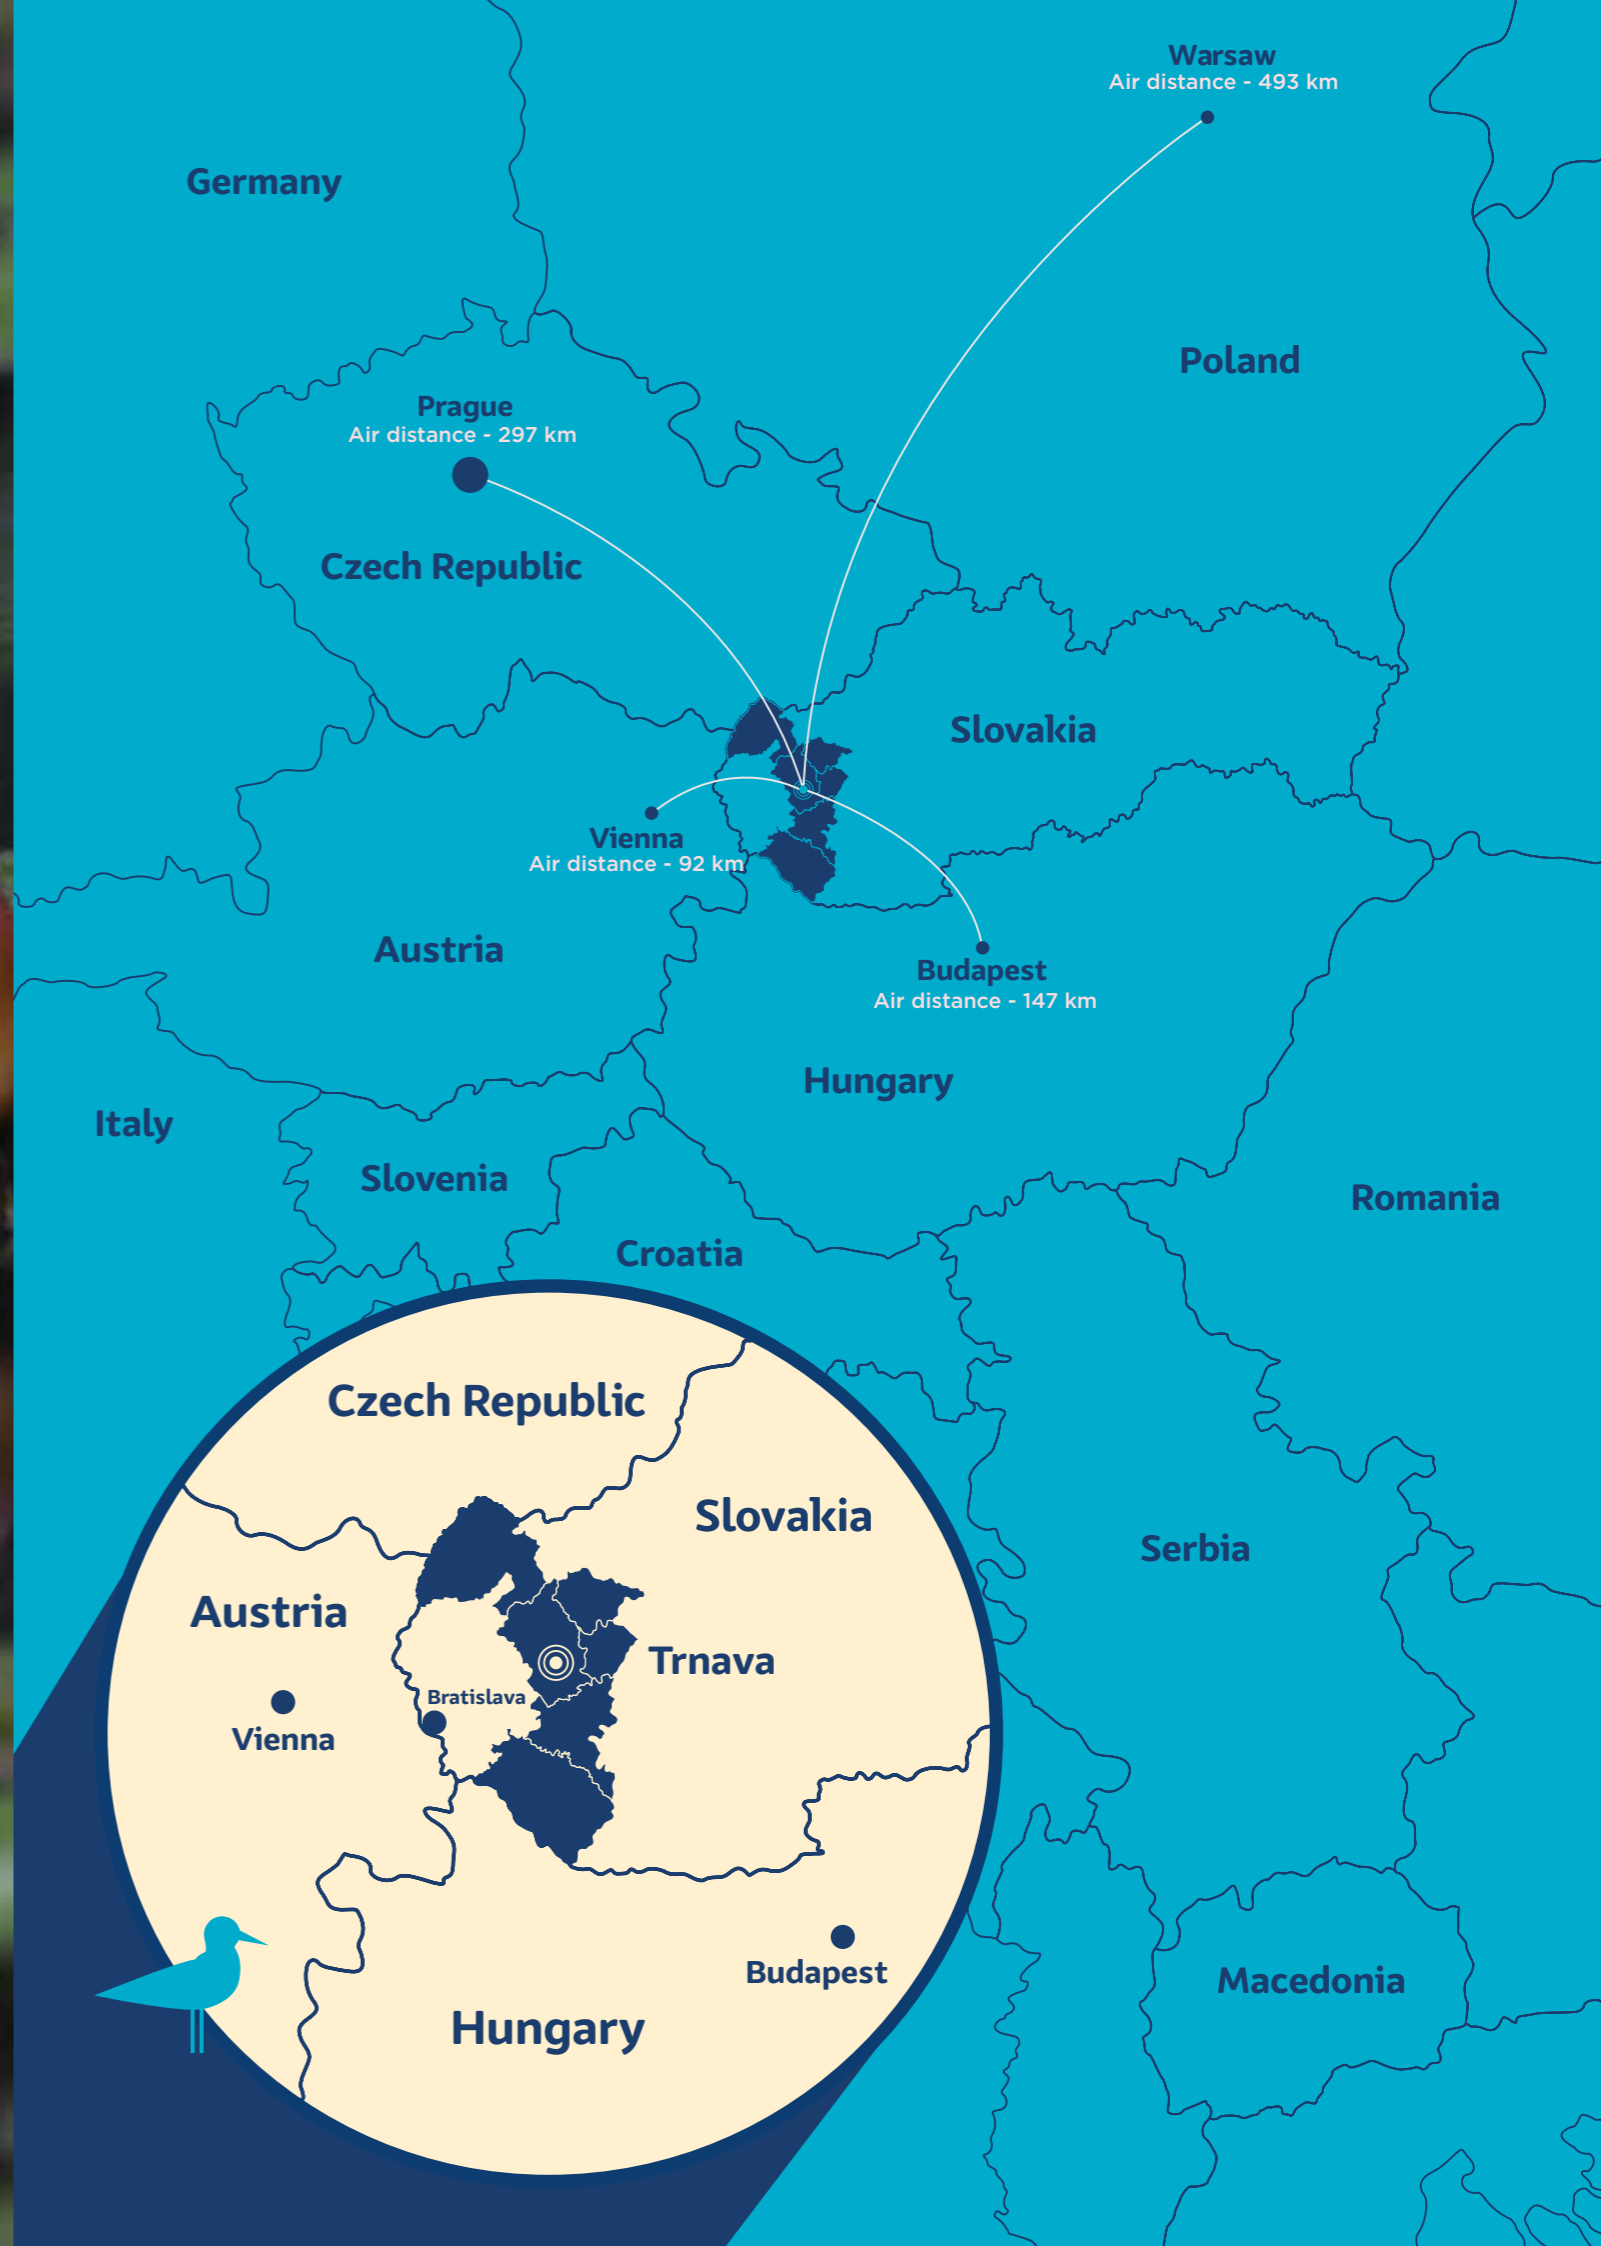 Warsaw
Air distance - 493 km
Germany
Poland
Prague
Air distance - 297 km
Czech Republic
Slovakia
Vienna
Air distance - 92 km
Austria
Budapest
Air distance - 147 km
Hungary
Italy
Slovenia
Romania
Croatia
Czech Republic
Slovakia
Serbia
Austria
Trnava
Bratislava
Vienna
Budapest
Macedonia
Hungary